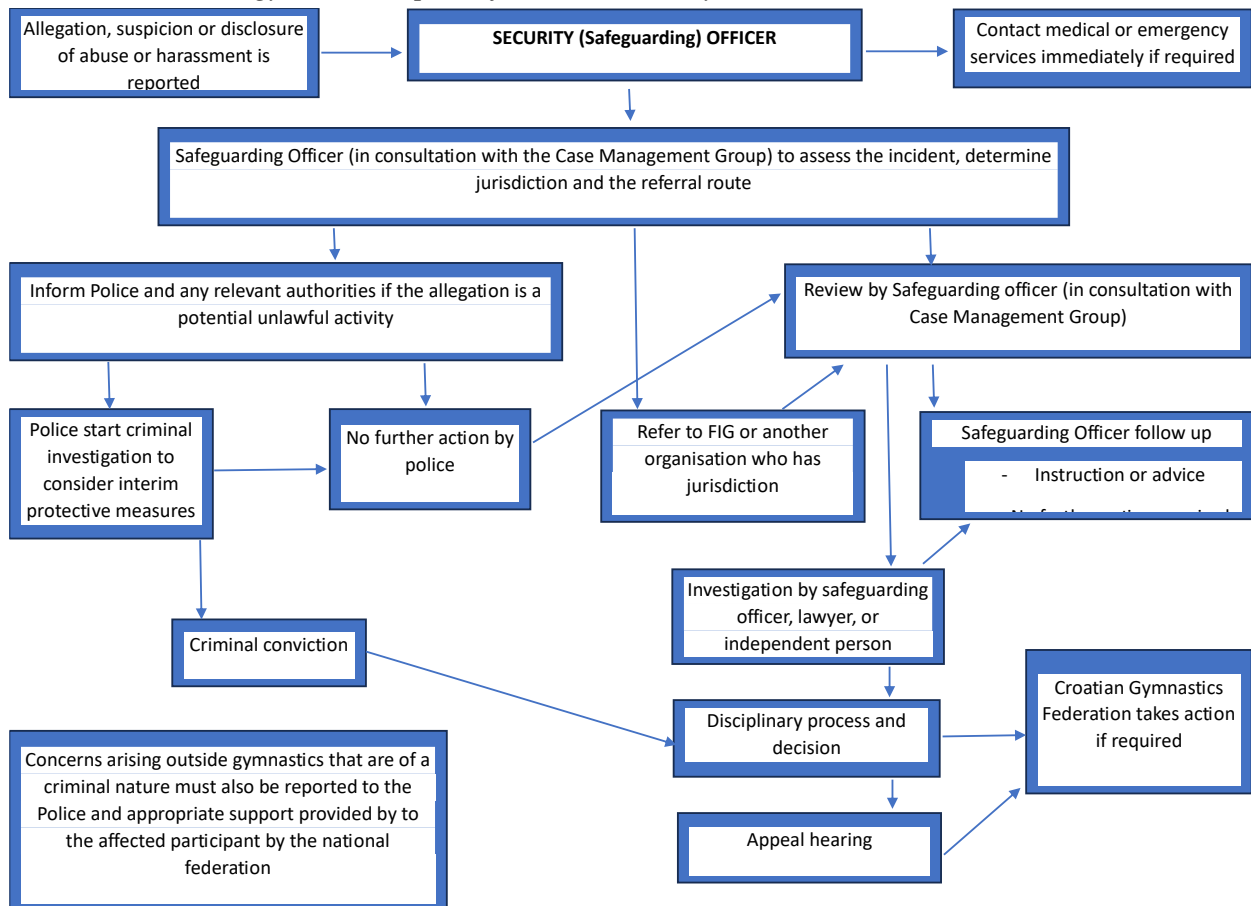 Allegation, suspicion or disclosure
of abuse or harassment is
reported
SECURITY (Safeguarding) OFFICER
Contact medical or emergency
services immediately if required
Safeguarding Officer (in consultation with the Case Management Group) to assess the incident, determine
jurisdiction and the referral route
Inform Police and any relevant authorities if the allegation is a
potential unlawful activity
Review by Safeguarding officer (in consultation with
Case Management Group)
Police start criminal
investigation to
consider interim
protective measures
No further action by
police
Refer to FIG or another
organisation who has
jurisdiction
Safeguarding Officer follow up
- Instruction or advice
Investigation by safeguarding
officer, lawyer, or
independent person
Criminal conviction
Croatian Gymnastics
Federation takes action
if required
Disciplinary process and
decision
Concerns arising outside gymnastics that are of a
criminal nature must also be reported to the
Police and appropriate support provided by to
the affected participant by the national
federation
Appeal hearing